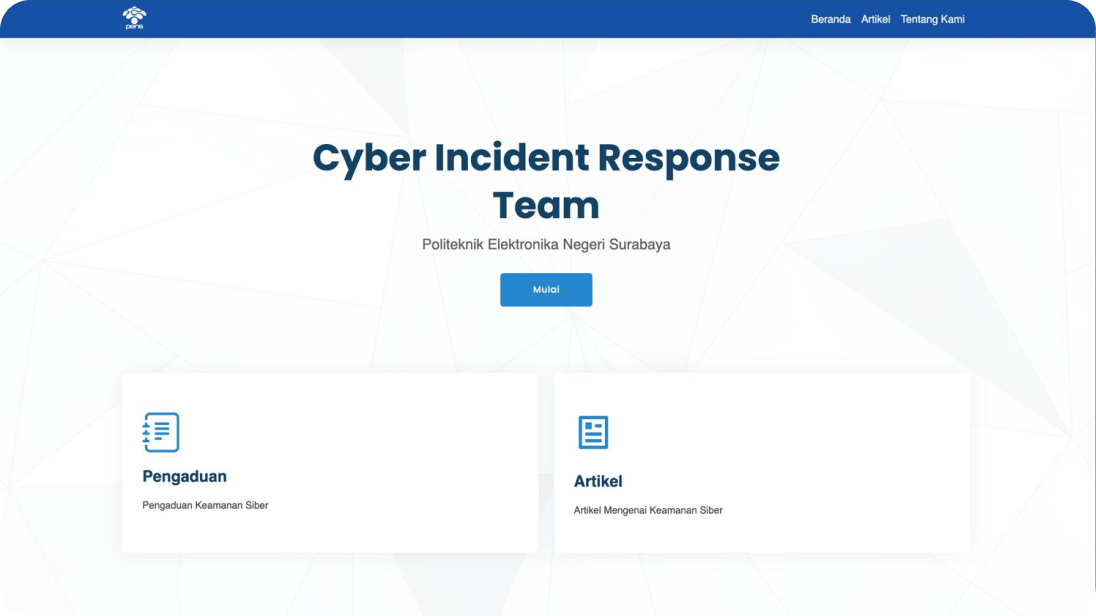 pens
Beranda Artikel Tentang Kami
Cyber Incident Response
Team
Politeknik Elektronika Negeri Surabaya
Mulai
Pengaduan
Pengaduan Keamanan Siber
Artikel
Artikel Mengenai Keamanan Siber